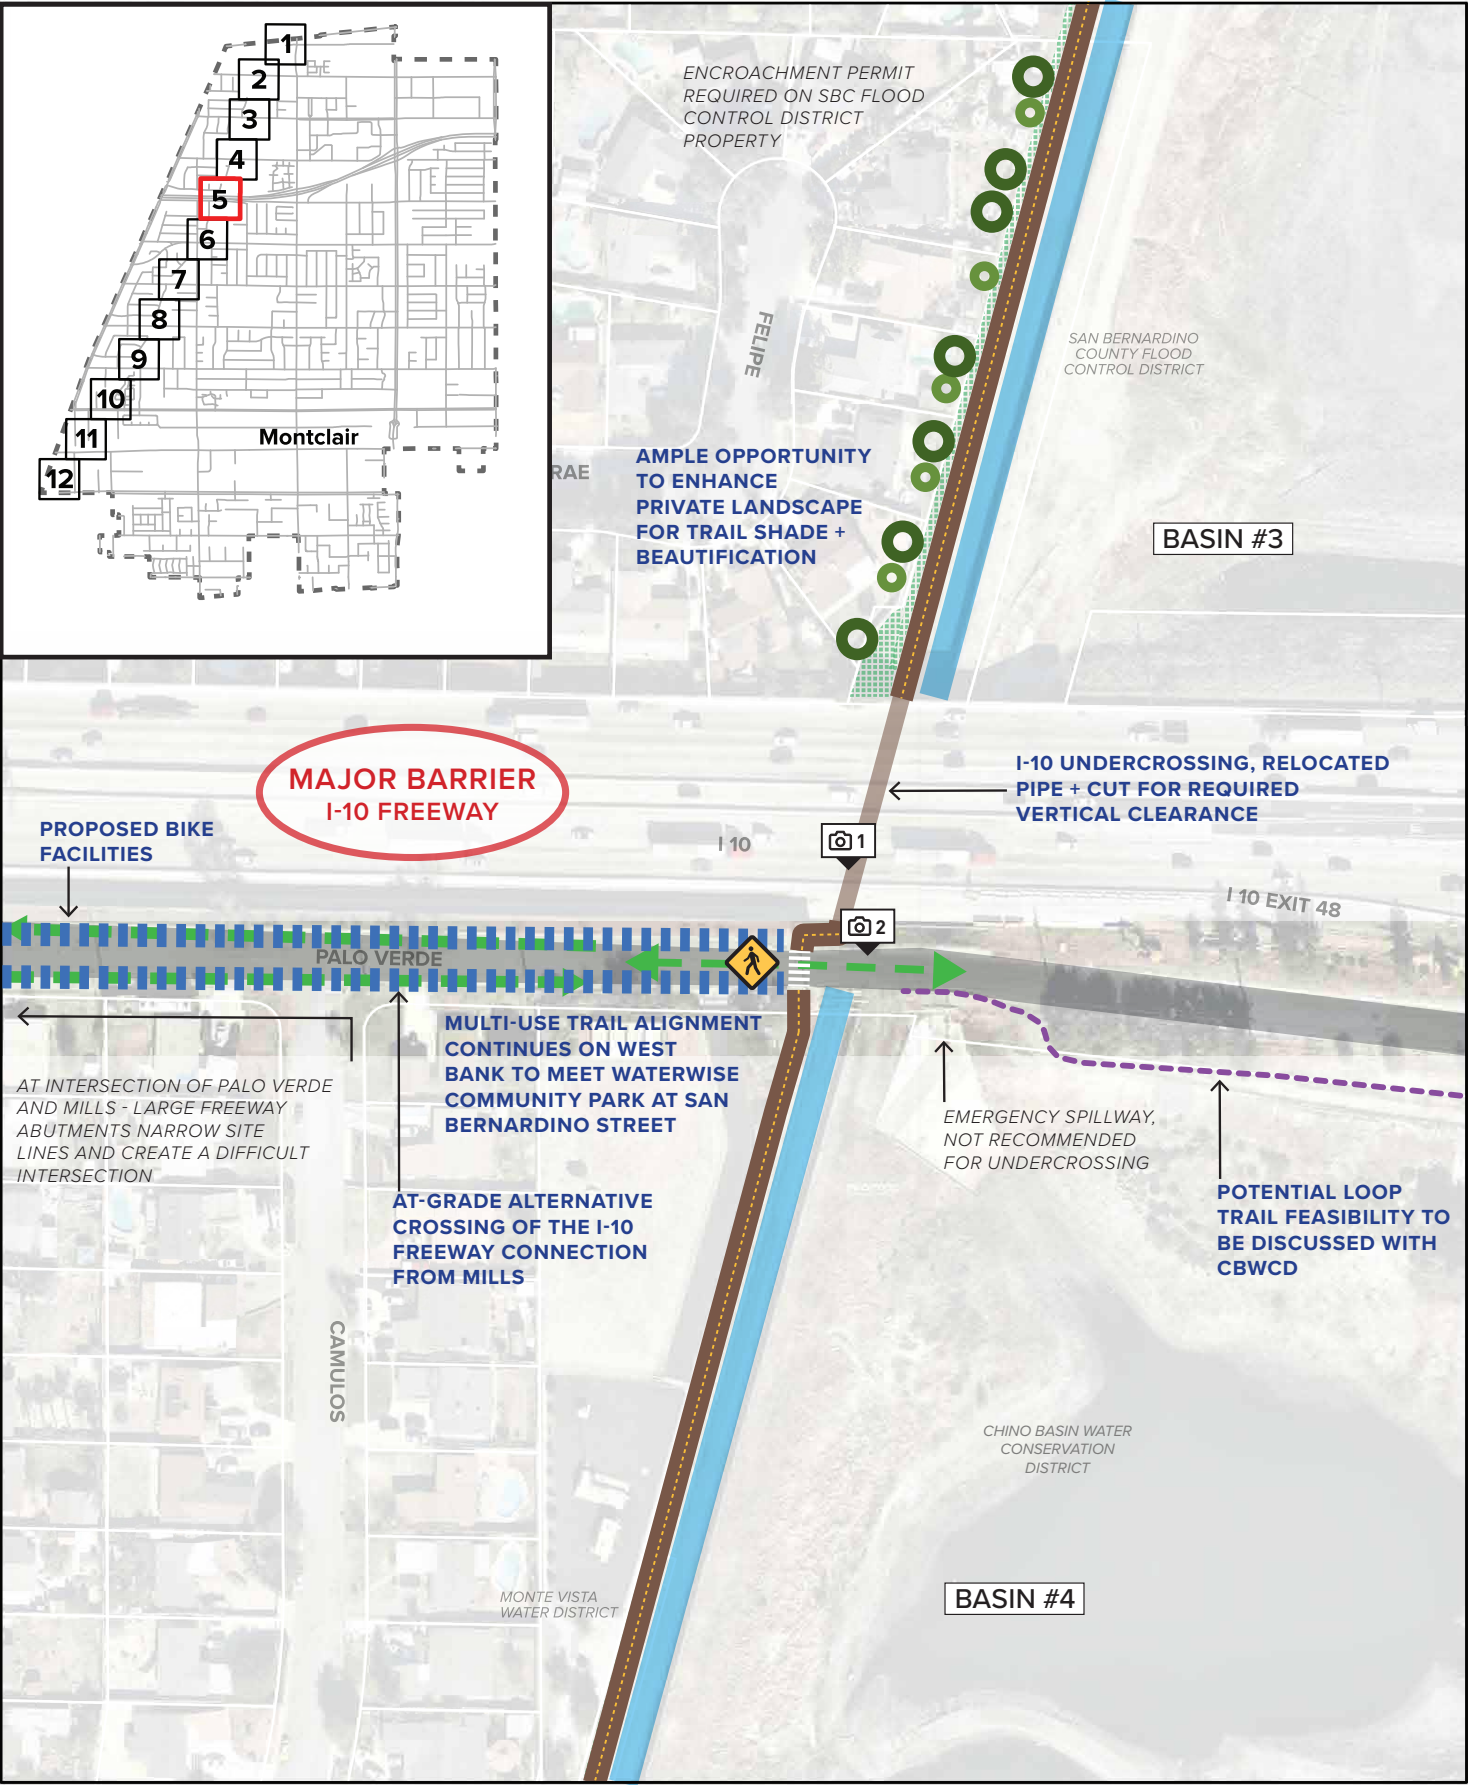 1
2
3
4
5
6
7
8
9
10
11
12
Montclair
ENCROACHMENT PERMIT
REQUIRED ON SBC FLOOD
CONTROL DISTRICT
PROPERTY
FELIPE
SAN BERNARDINO
COUNTY FLOOD
CONTROL DISTRICT
RAE
AMPLE OPPORTUNITY
TO ENHANCE
PRIVATE LANDSCAPE
FOR TRAIL SHADE +
BEAUTIFICATION
BASIN #3
MAJOR BARRIER
I-10 FREEWAY
I-10 UNDERCROSSING, RELOCATED
PIPE + CUT FOR REQUIRED
VERTICAL CLEARANCE
PROPOSED BIKE
FACILITIES
I 10
1
I 10 EXIT 48
2
PALO VERDE
MULTI-USE TRAIL ALIGNMENT
CONTINUES ON WEST
BANK TO MEET WATERWISE
COMMUNITY PARK AT SAN
BERNARDINO STREET
AT INTERSECTION OF PALO VERDE
AND MILLS - LARGE FREEWAY
ABUTMENTS NARROW SITE
LINES AND CREATE A DIFFICULT
INTERSECTION
EMERGENCY SPILLWAY,
NOT RECOMMENDED
FOR UNDERCROSSING
AT-GRADE ALTERNATIVE
CROSSING OF THE I-10
FREEWAY CONNECTION
FROM MILLS
POTENTIAL LOOP
TRAIL FEASIBILITY TO
BE DISCUSSED WITH
CBWCD
CAMULOS
CHINO BASIN WATER
CONSERVATION
DISTRICT
MONTE VISTA
WATER DISTRICT
BASIN #4